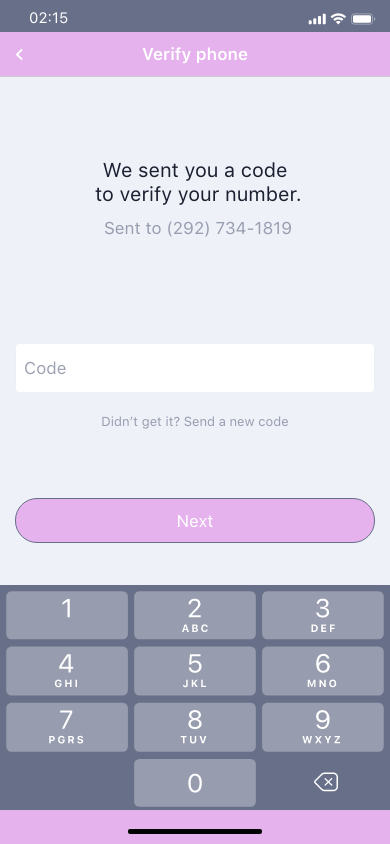 02:15
Verify phone
We sent you a code
to verify your number.
Sent to (292) 734-1819
Code
Didn't get it? Send a new code
Next
1
2
ABC
3
DEF
4
GHI
5
JKL
6
MNO
7
PGRS
8
TUV
9
WXYZ
0